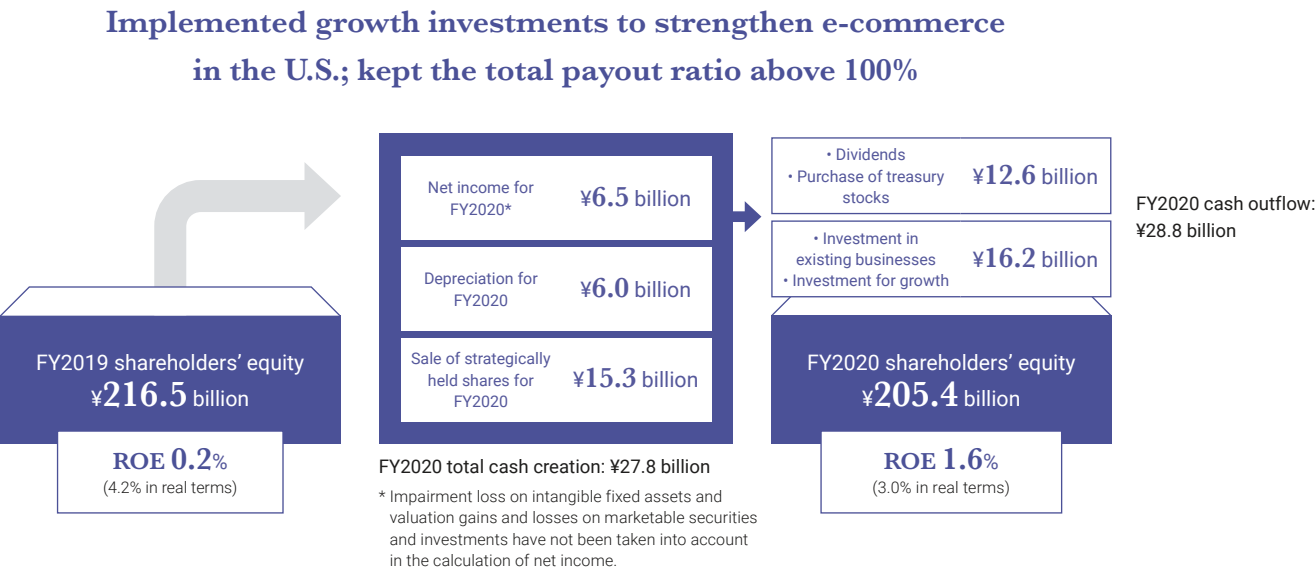 Implemented growth investments to strengthen e-commerce
in the U.S.; kept the total payout ratio above 100%
FY2019 shareholders’ equity
¥216.5 billion
ROE 0.2%
(4.2% in real terms)
Net income for
FY2020*
¥6.5 billion
Depreciation for
FY2020
¥6.0 billion
Sale of strategically
held shares for
FY2020
¥15.3 billion
FY2020 total cash creation: ¥27.8 billion
* Impairment loss on intangible fixed assets and
valuation gains and losses on marketable securities
and investments have not been taken into account
in the calculation of net income.
• Dividends
• Purchase of treasury
stocks
¥12.6 billion
• Investment in
existing businesses
• Investment for growth
¥16.2 billion
FY2020 cash outflow:
¥28.8 billion
FY2020 shareholders’ equity
¥205.4 billion
ROE 1.6%
(3.0% in real terms)